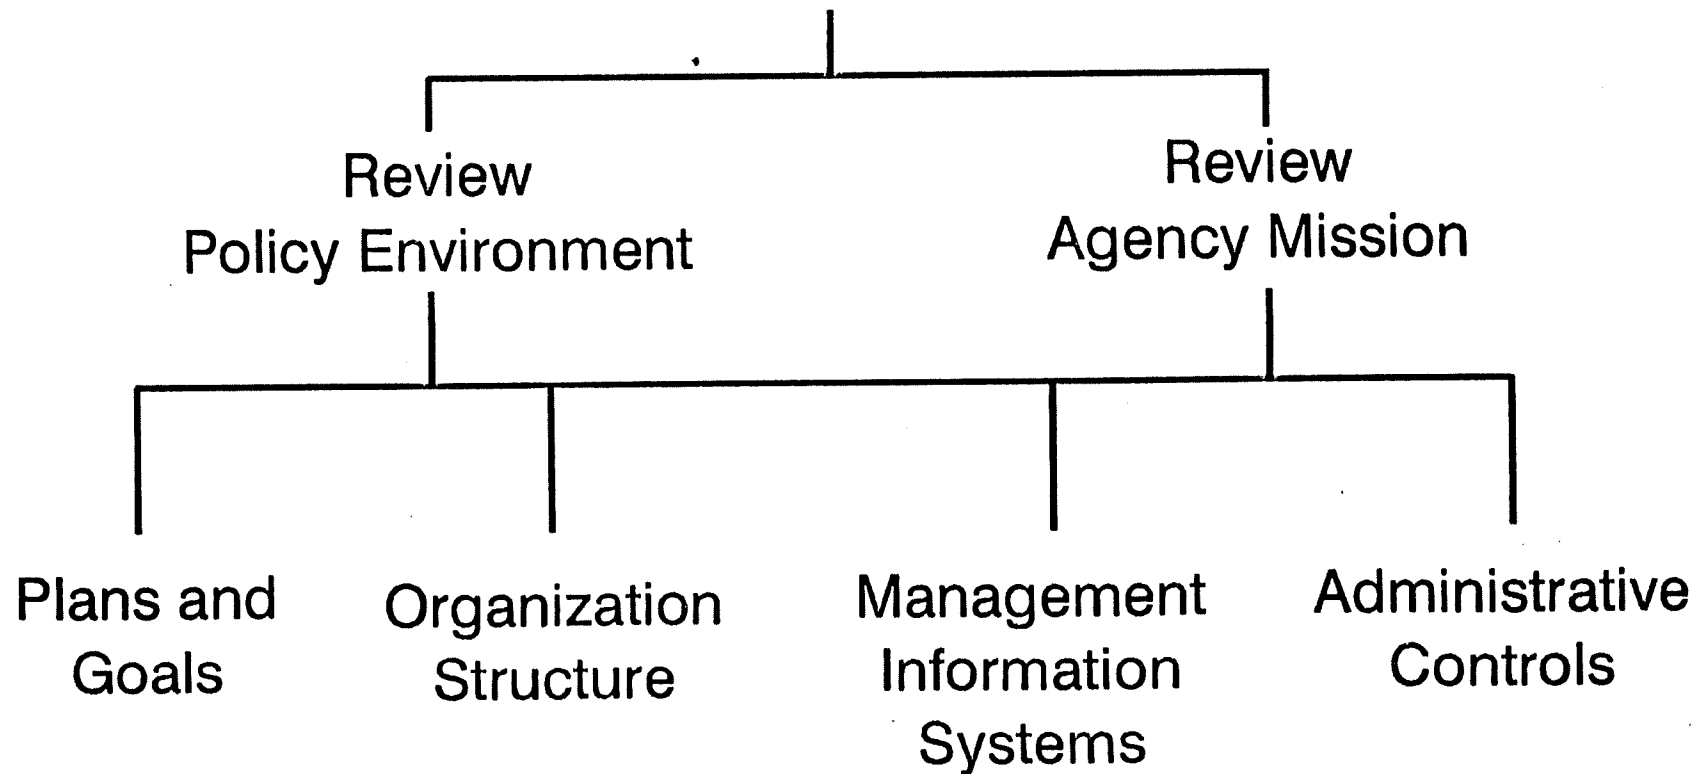 Review
Policy Environment
Review
Agency Mission
Plans and
Goals
Organization
Structure
Management
Information
Systems
Administrative
Controls